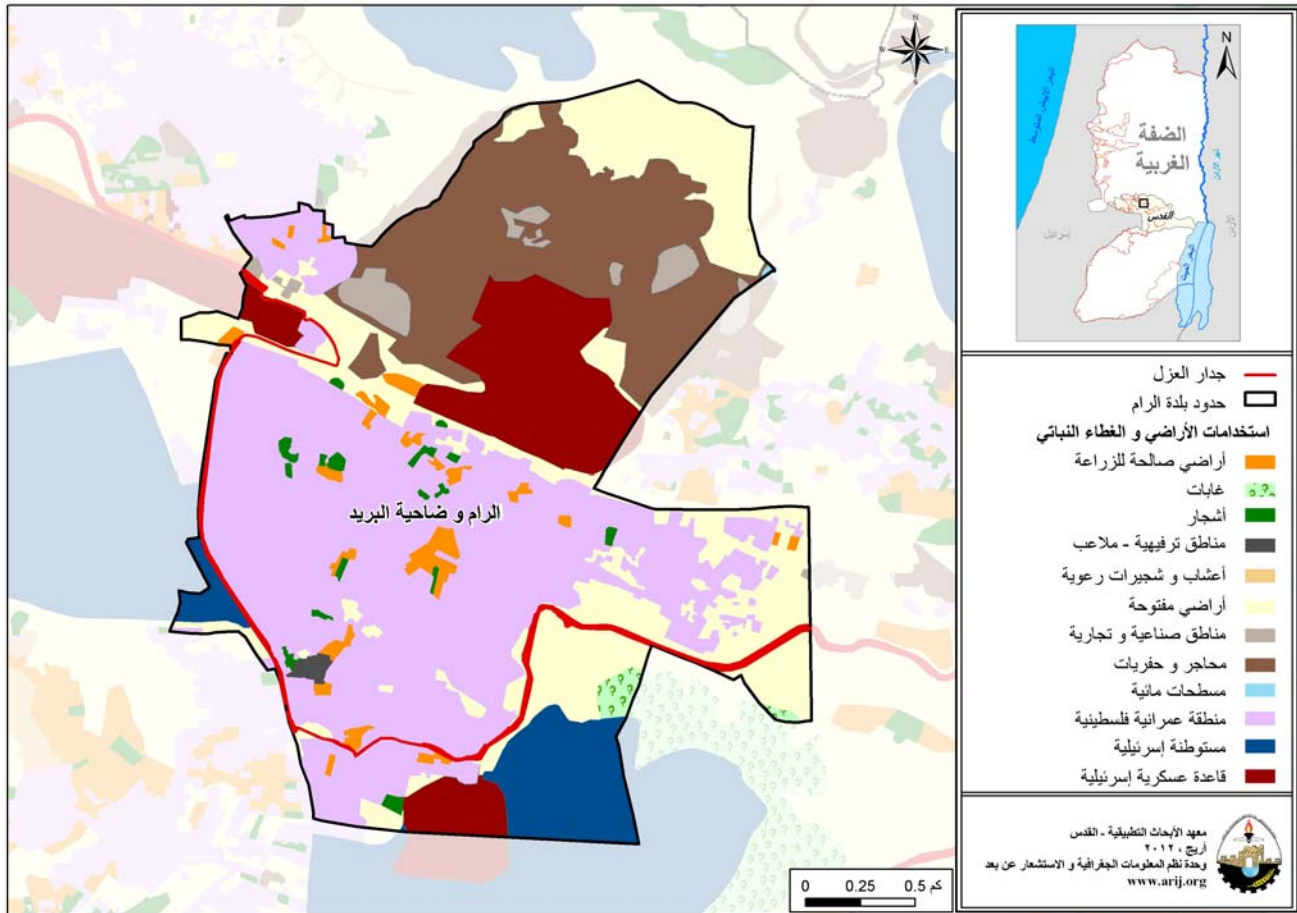 N
W
E
S
الرام و ضاحية البريد
0 0.25 0.5 كم
N
البحر الابيض المتوسط
الضفة
الغربية
نهر الأردن
القدس
إسرائيل
الأردن
البحر الميت
جدار العزل
حدود بلدة الرام
استخدامات الأراضي و الغطاء النباتي
أراضي صالحة للزراعة
غابات
أشجار
مناطق ترفيهية - ملاعب
أعشاب و شجيرات رعوية
أراضي مفتوحة
مناطق صناعية و تجارية
محاجر و حفريات
مسطحات مائية
منطقة عمرانية فلسطينية
مستوطنة إسرائيلية
قاعدة عسكرية إسرئيلية
معهد الأبحاث التطبيقية - القدس
أريج ، ٢٠١٢
وحدة نظم المعلومات الجغرافية و الاستشعار عن بعد
www.arij.org